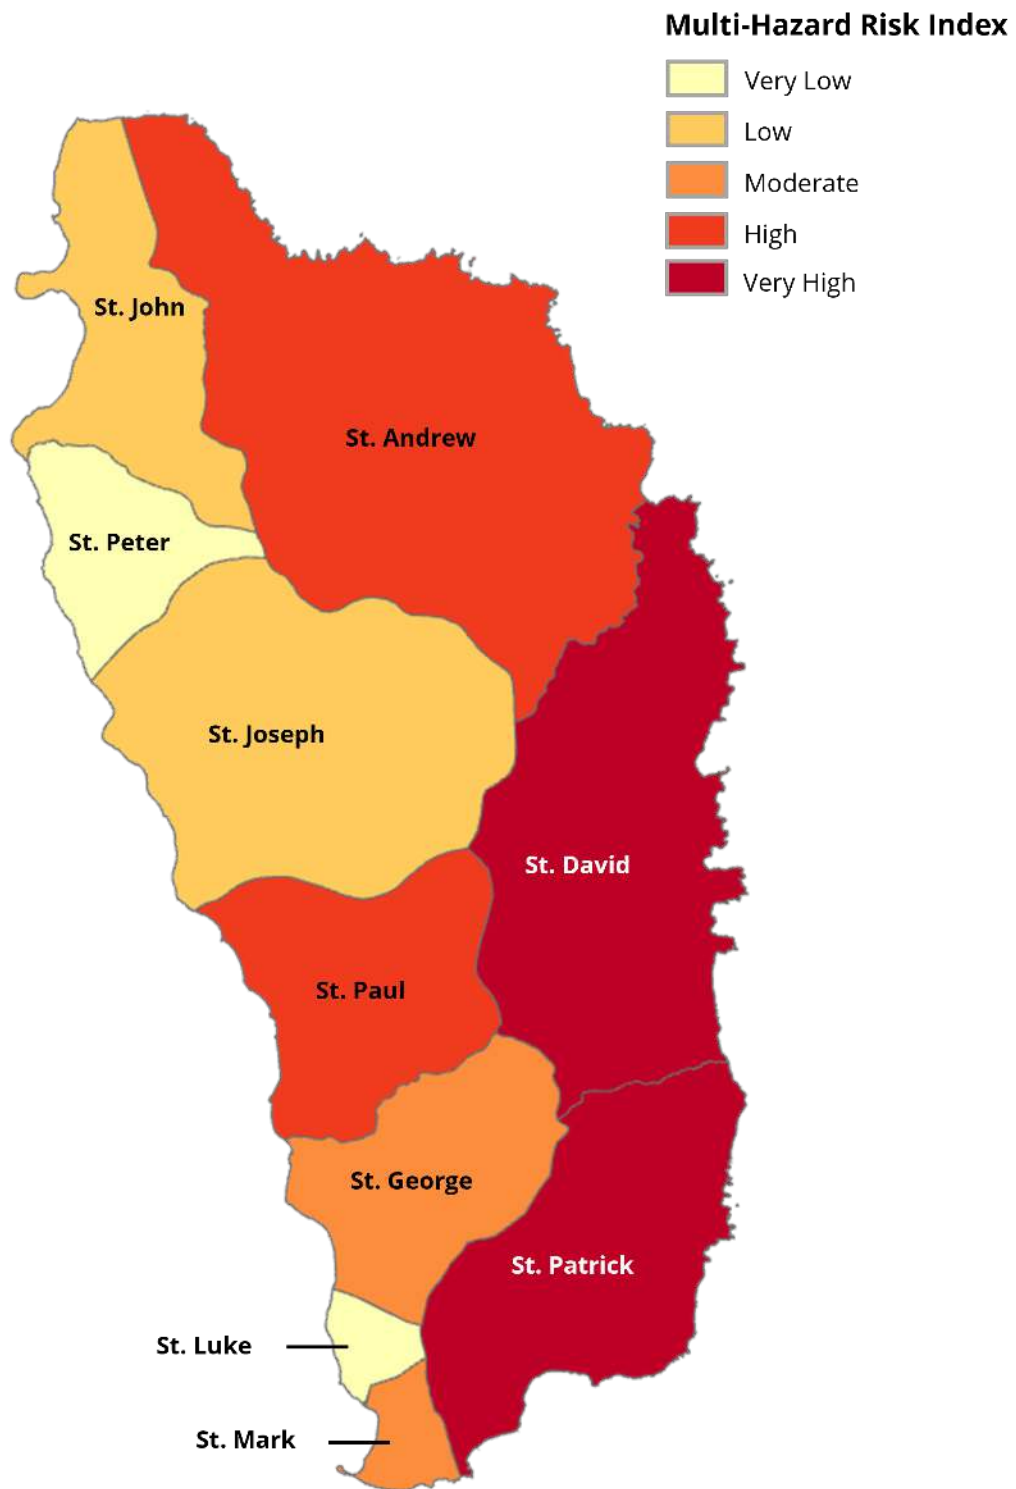 Multi-Hazard Risk Index
Very Low
Low
Moderate
High
Very High
St. John
St. Andrew
St. Peter
St. Joseph
St. David
St. Paul
St. George
St. Patrick
St. Luke
St. Mark